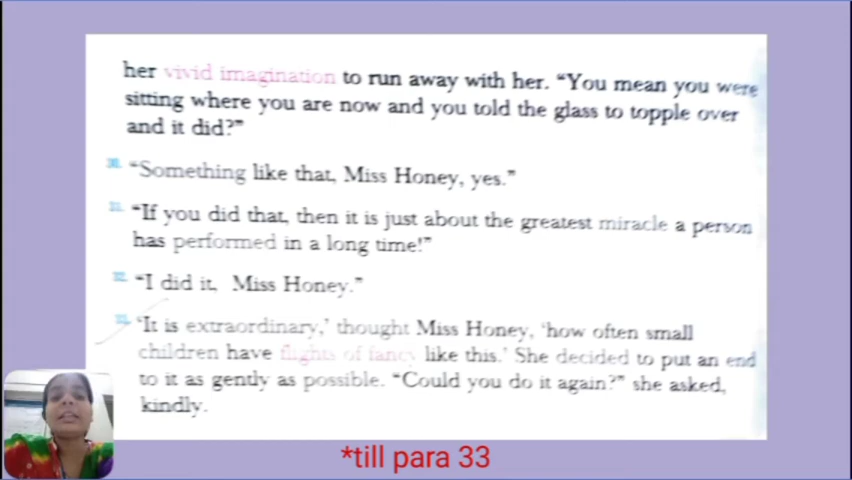 her vivid imagination to run away with her. “You mean you were
sitting where you are now and you told the glass to topple over
and it did?”
30. “Something like that, Miss Honey, yes.”
31. “If you did that, then it is just about the greatest miracle a person
has performed in a long time!”
32. “I did it, Miss Honey.”
33. ‘It is extraordinary,’ thought Miss Honey, ‘how often small
children have flights of fancy like this.’ She decided to put an end
to it as gently as possible. “Could you do it again?” she asked,
kindly.
*till para 33